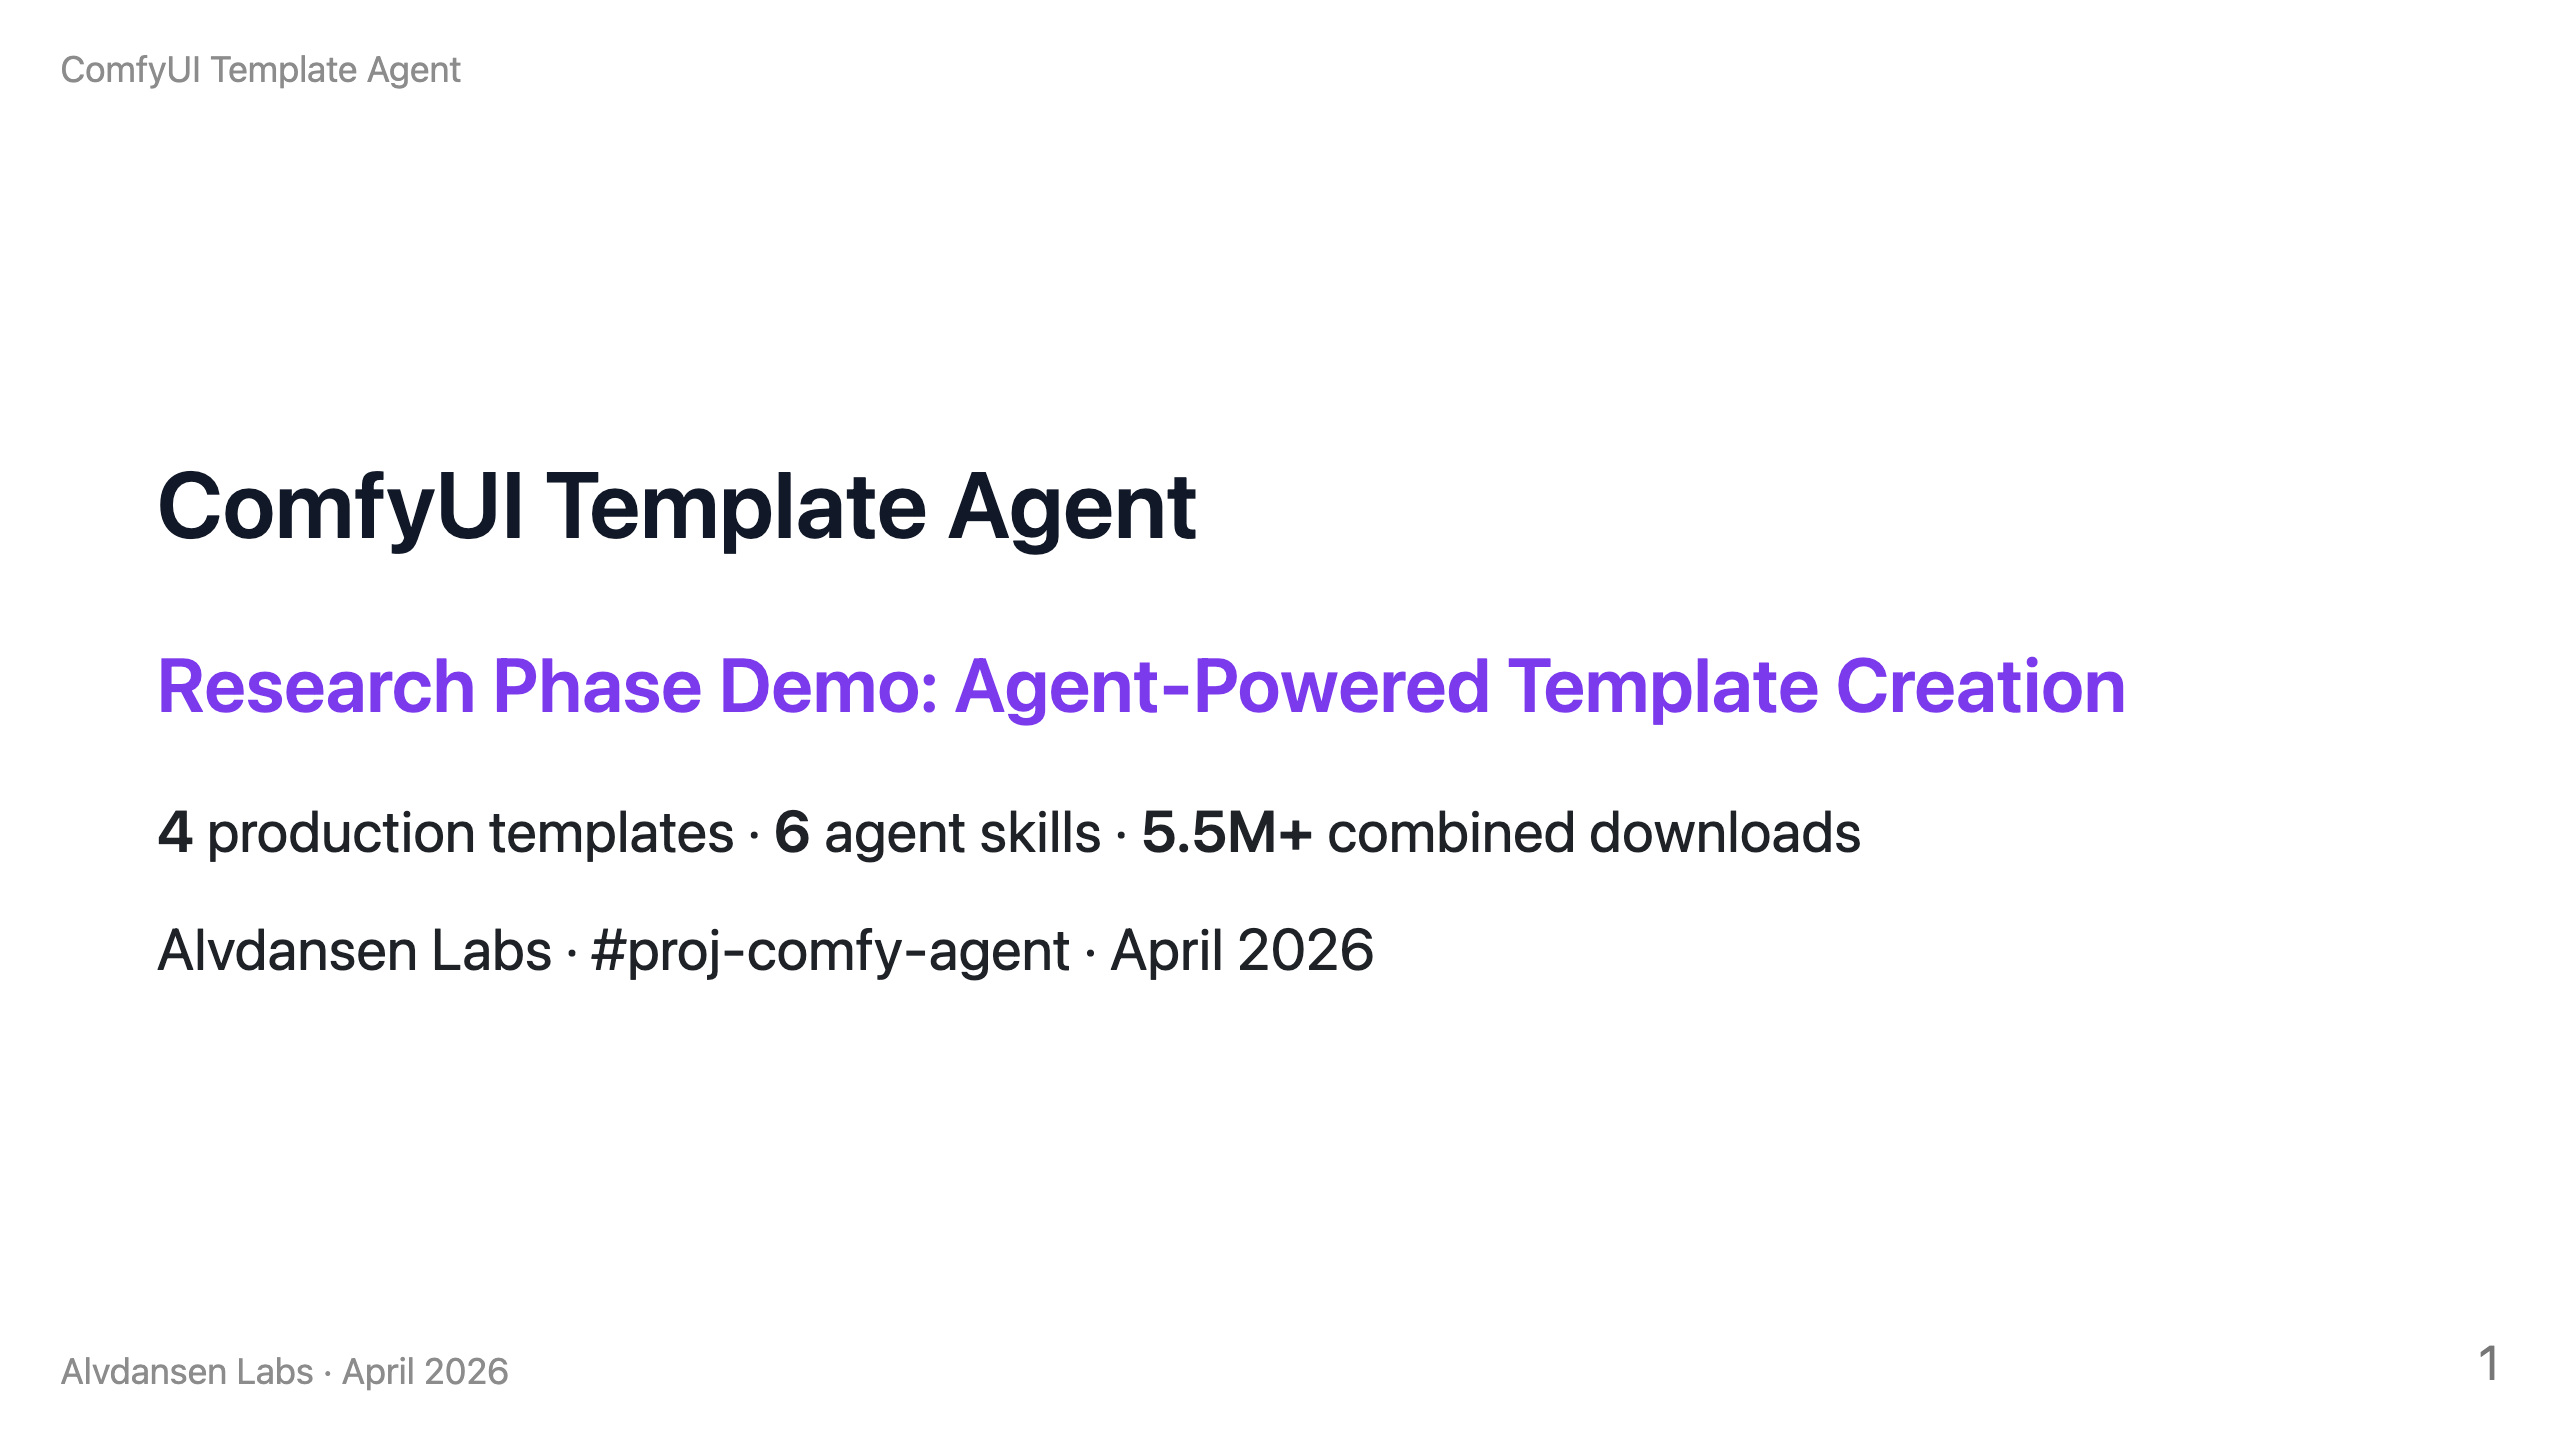 ComfyUI Template Agent
ComfyUI Template Agent
Research Phase Demo: Agent-Powered Template Creation
4 production templates · 6 agent skills · 5.5M+ combined downloads
Alvdansen Labs · #proj-comfy-agent · April 2026
Alvdansen Labs · April 2026
1